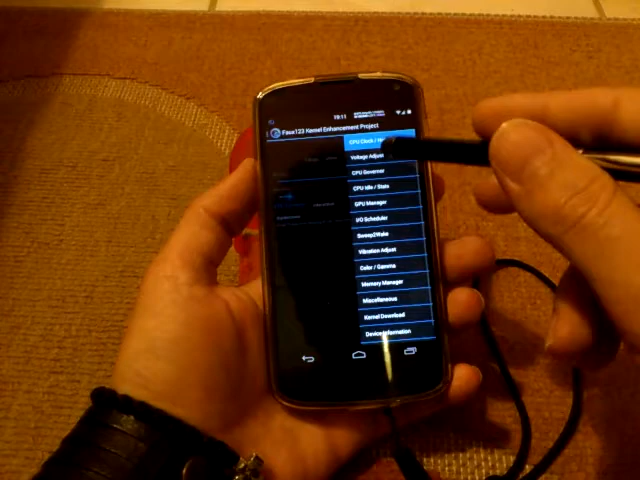 19:11
Faux123 Kernel Enhancement Project
CPU Clock /
Voltage Adjust
CPU Governor
CPU Idle / Stats
GPU Manager
I/O Scheduler
Sweep2Wake
Vibration Adjust
Color / Gamma
Memory Manager
Miscellaneous
Kernel Download
Device Information